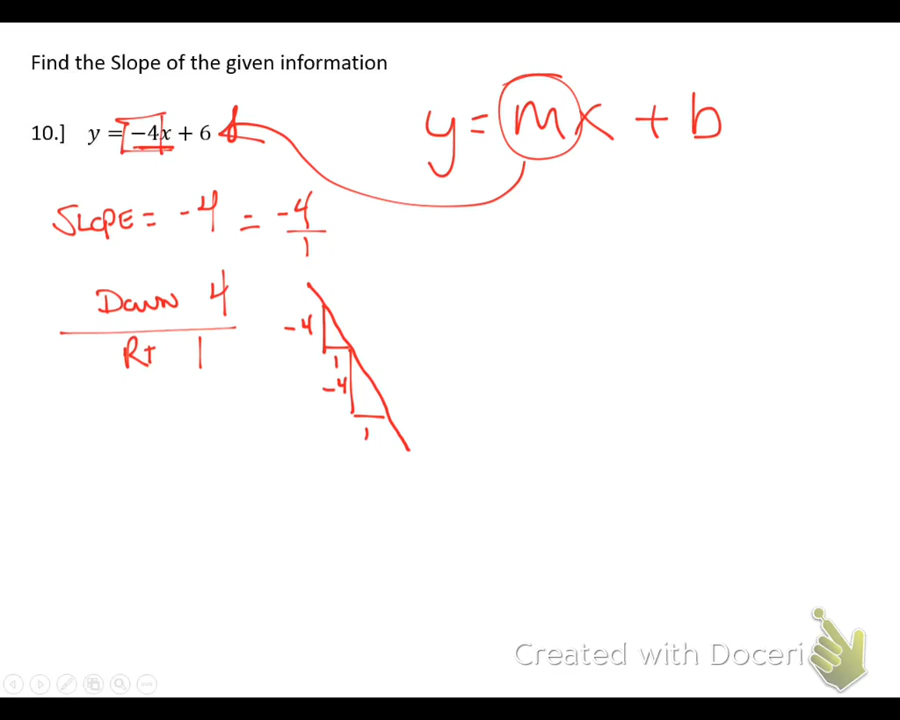 Find the Slope of the given information
y = mx + b
10.] y = −4x + 6
SLOPE = -4 = -4/1
Down 4
Rt 1
-4
1
-4
1
Created with Doceri